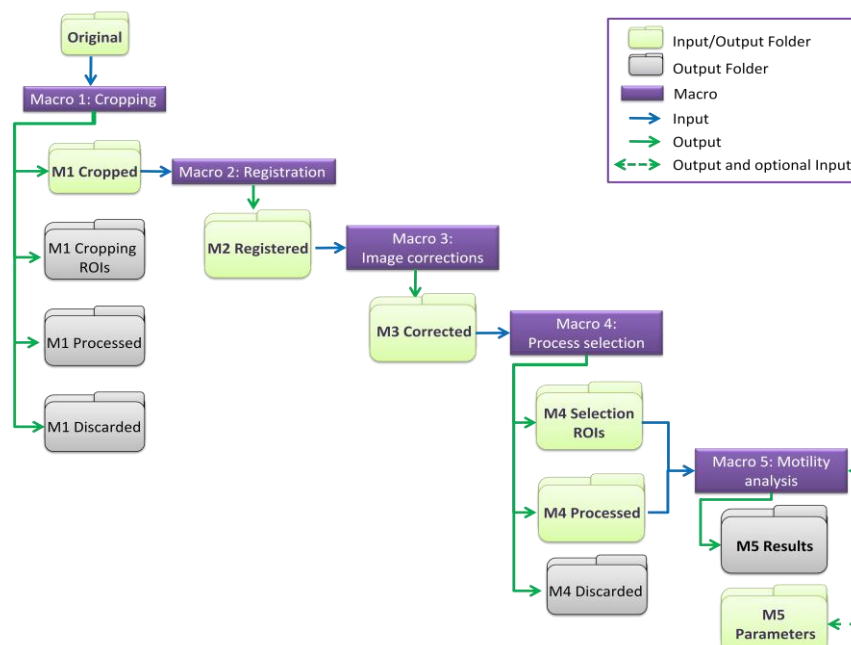 Original
Input/Output Folder
Output Folder
Macro
Input
Output
Output and optional Input
Macro 1: Cropping
M1 Cropped
Macro 2: Registration
M1 Cropping
ROIs
M2 Registered
Macro 3:
Image corrections
M1 Processed
M3 Corrected
Macro 4:
Process selection
M1 Discarded
M4 Selection
ROIs
Macro 5: Motility
analysis
M4 Processed
M5 Results
M4 Discarded
M5
Parameters